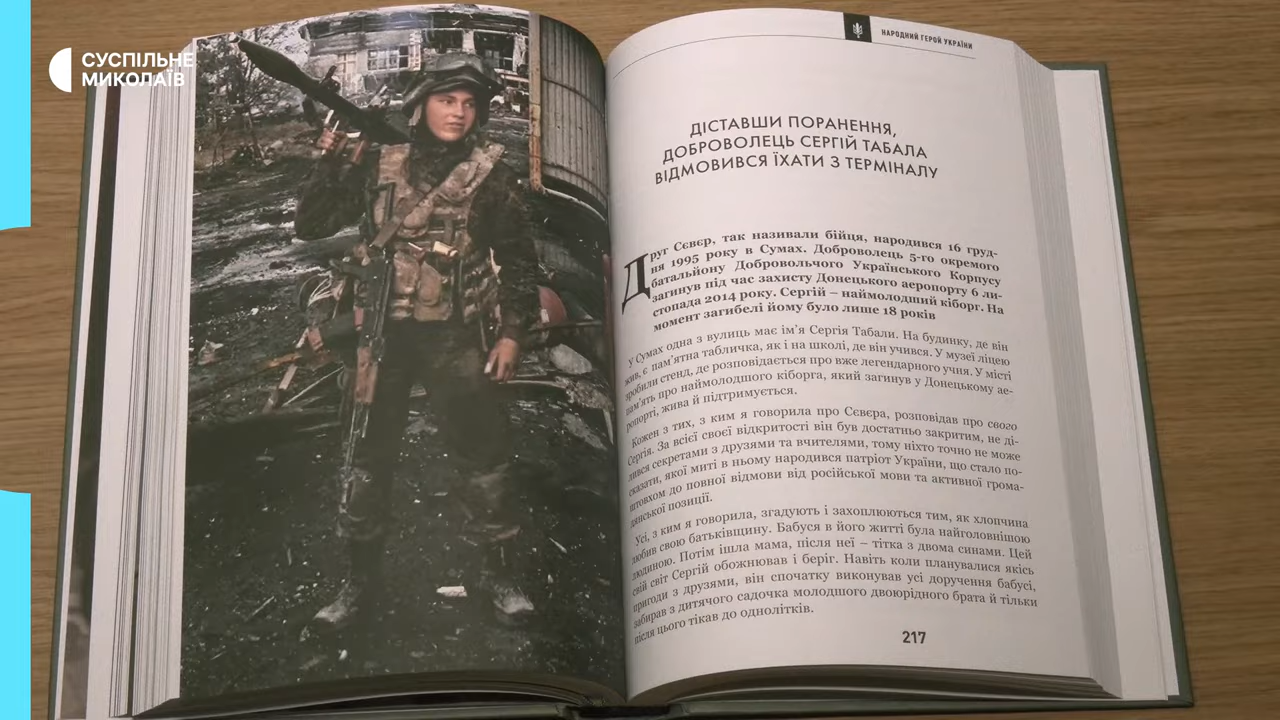 СУСПІЛЬНЕ
МИКОЛАЇВ
НАРОДНИЙ ГЕРОЙ УКРАЇНИ
ДІСТАВШИ ПОРАНЕННЯ,
ДОБРОВОЛЕЦЬ СЕРГІЙ ТАБАЛА
ВІДМОВИВСЯ ЇХАТИ З ТЕРМІНАЛУ
Друг Сєвєр, так називали бійця, народився 16 груд-
ня 1995 року в Сумах. Доброволець 5-го окремого
батальйону Добровольчого Українського Корпусу
загинув під час захисту Донецького аеропорту 6 ли-
стопада 2014 року. Сергій – наймолодший кіборг. На
момент загибелі йому було лише 18 років
У Сумах одна з вулиць має ім’я Сергія Табали. На будинку, де він
жив, є пам’ятна табличка, як і на школі, де він учився. У музеї ліцею
зробили стенд, де розповідається про вже легендарного учня. У місті
пам’ять про наймолодшого кіборга, який загинув у Донецькому ае-
ропорті, жива й підтримується.
Кожен з тих, з ким я говорила про Сєвєра, розповідав про свого
Сергія. За всієї своєї відкритості він був достатньо закритим, не ді-
лився секретами з друзями та вчителями, тому ніхто точно не може
сказати, якої миті в ньому народився патріот України, що стало по-
штовхом до повної відмови від російської мови та активної грома-
дянської позиції.
Усі, з ким я говорила, згадують і захоплюються тим, як хлопчина
любив свою батьківщину. Бабуся в його житті була найголовнішою
людиною. Потім ішла мама, після неї – тітка з двома синами. Цей
свій світ Сергій обожнював і беріг. Навіть коли планувалися якісь
пригоди з друзями, він спочатку виконував усі доручення бабусі,
забирав з дитячого садочка молодшого двоюрідного брата й тільки
після цього тікав до однолітків.
217